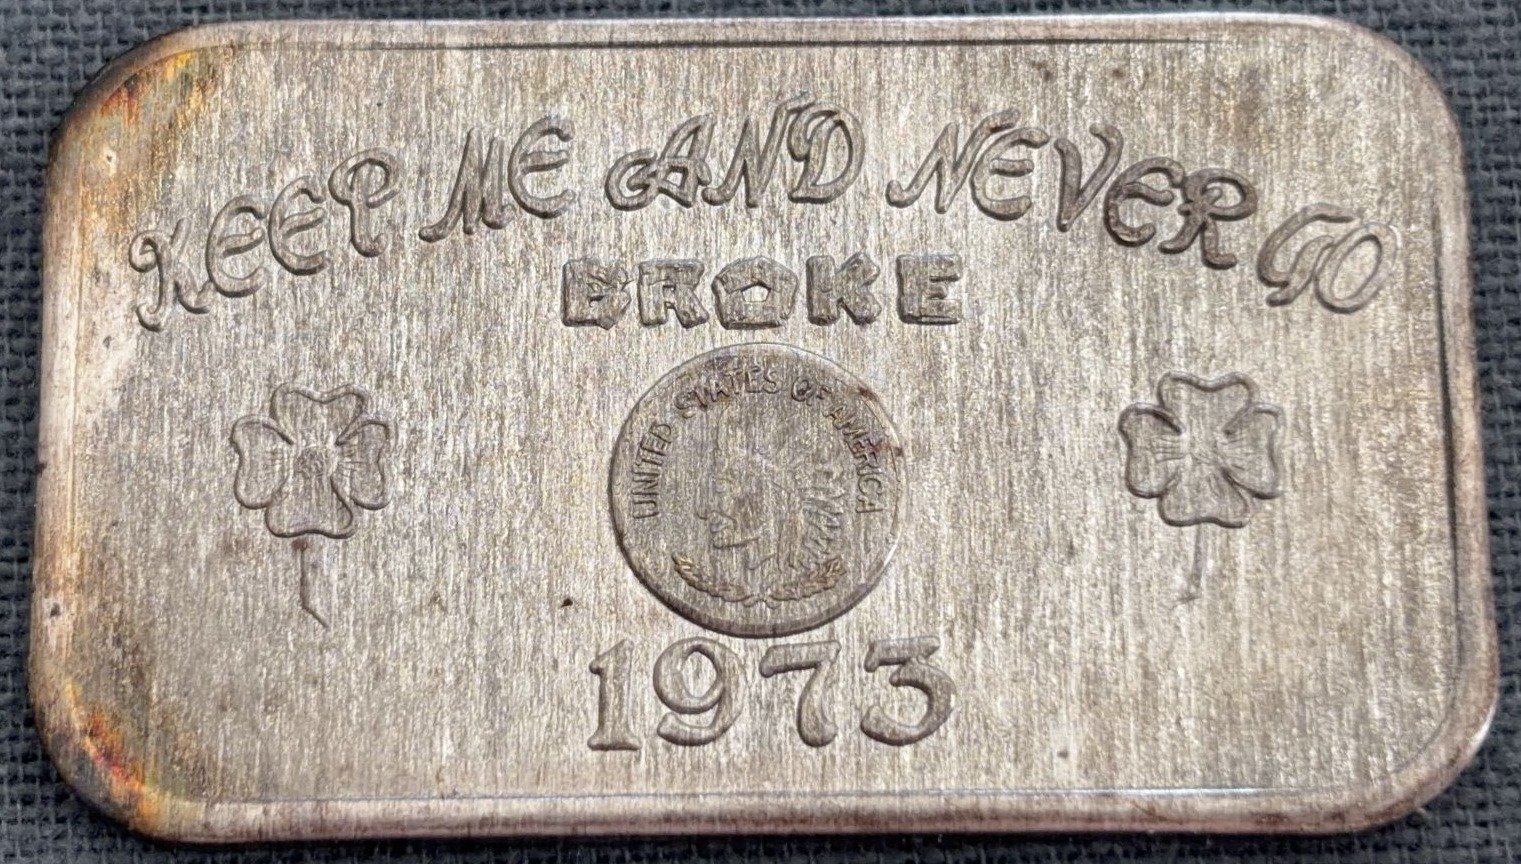 KEEP ME AND NEVER GO
BROKE
UNITED STATES OF AMERICA
1973